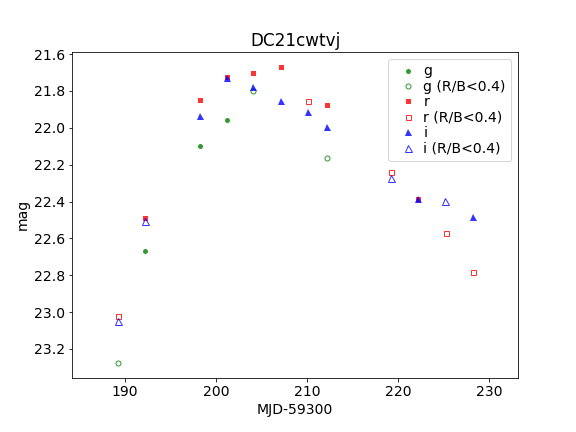 DC21cwtvj
21.6
21.8
22.0
22.2
22.4
22.6
22.8
23.0
23.2
mag
g
g (R/B<0.4)
r
r (R/B<0.4)
i
i (R/B<0.4)
190
200
210
220
230
MJD-59300